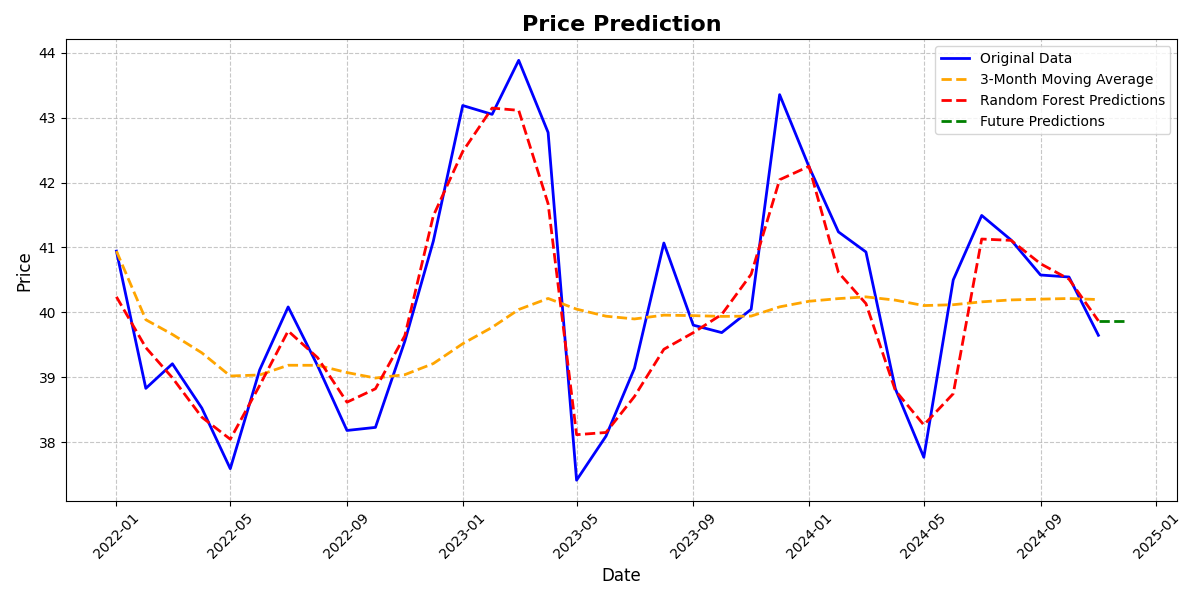 Price Prediction
Original Data
3-Month Moving Average
Random Forest Predictions
Future Predictions
Price
44
43
42
41
40
39
38
2022-01
2022-05
2022-09
2023-01
2023-05
2023-09
2024-01
2024-05
2024-09
2025-01
Date